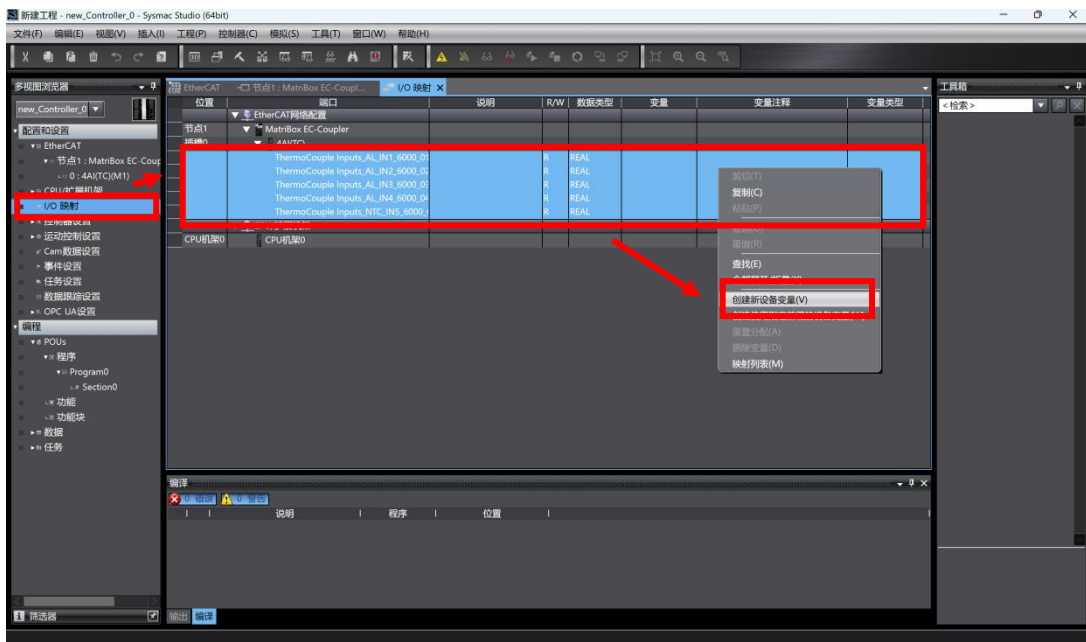 新建工程 - new_Controller_0 - Sysmac Studio (64bit)
文件(F) 编辑(E) 视图(V) 插入(I) 工程(P) 控制器(C) 模拟(S) 工具(T) 窗口(W) 帮助(H)
多视图浏览器
new_Controller_0
配置和设置
EtherCAT
节点1 : MatriBox EC-Coup
0 : 4AI(TC)(M1)
CPU/扩展机架
I/O 映射
控制器设置
运动控制设置
Cam数据设置
事件设置
任务设置
数据跟踪设置
OPC UA设置
编程
POUs
程序
Program0
Section0
功能
功能块
数据
任务
筛选器
EtherCAT 节点1 : MatriBox EC-Coupl... I/O 映射
位置 端口 说明 R/W 数据类型 变量 变量注释 变量类型
EtherCAT网络配置
节点1 MatriBox EC-Coupler
插槽0 4AI(TC)
ThermoCouple Inputs_AI_IN1_6000_01 R REAL
ThermoCouple Inputs_AI_IN2_6000_02 R REAL
ThermoCouple Inputs_AI_IN3_6000_03 R REAL
ThermoCouple Inputs_AI_IN4_6000_04 R REAL
ThermoCouple Inputs_NTC_IN5_6000_ R REAL
CPU机架0 CPU机架0
剪切(T)
复制(C)
粘贴(P)
重做(R)
查找(E)
创建新设备变量(V)
重置分配(A)
删除变量(D)
映射列表(M)
编译
0 错误 0 警告
说明 程序 位置
输出 编译
工具箱
<检索>